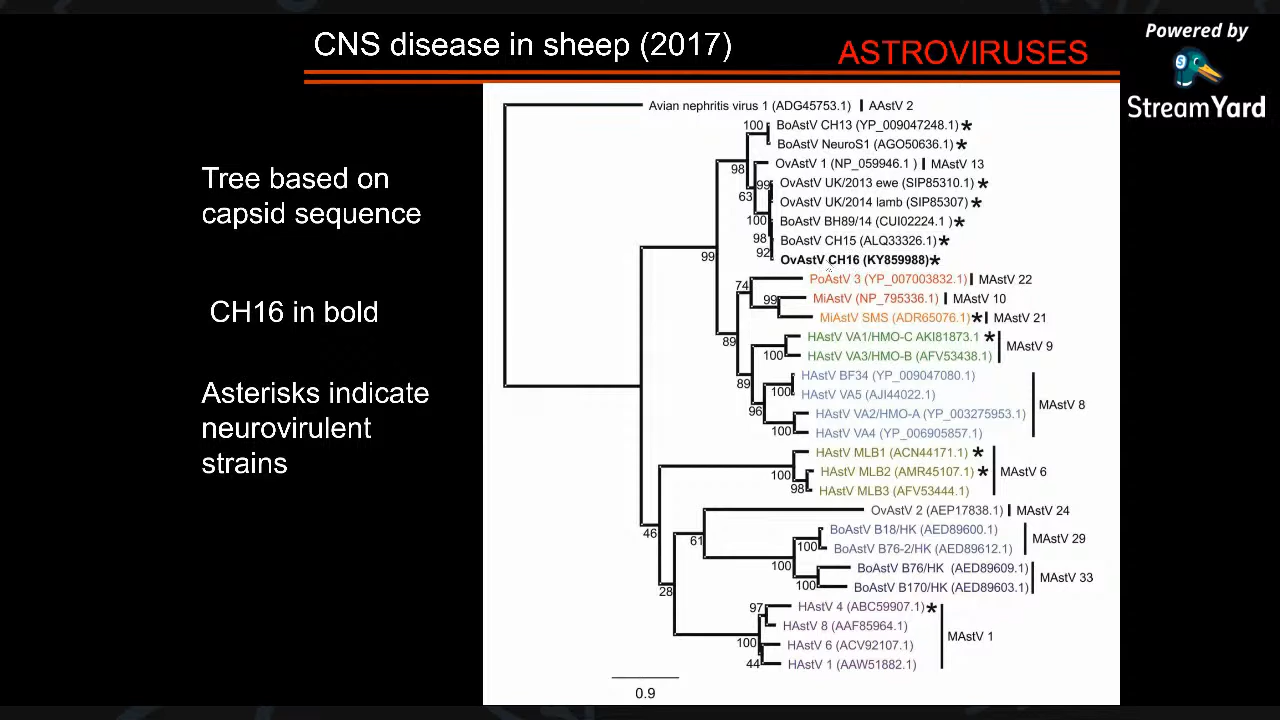 CNS disease in sheep (2017)
ASTROVIRUSES
Powered by
StreamYard
Tree based on
capsid sequence
CH16 in bold
Asterisks indicate
neurovirulent
strains
Avian nephritis virus 1 (ADG45753.1) AAstV 2
100 BoAstV CH13 (YP_009047248.1)*
BoAstV NeuroS1 (AGO50636.1)*
98 OvAstV 1 (NP_059946.1 ) MAstV 13
99 OvAstV UK/2013 ewe (SIP85310.1)*
63 OvAstV UK/2014 lamb (SIP85307)*
100 BoAstV BH89/14 (CUI02224.1 )*
98 BoAstV CH15 (ALQ33326.1)*
99 92 OvAstV CH16 (KY859988)*
74 PoAstV 3 (YP_007003832.1) MAstV 22
99 MiAstV (NP_795336.1) MAstV 10
MiAstV SMS (ADR65076.1)* MAstV 21
89 HAstV VA1/HMO-C AKI81873.1 * MAstV 9
100 HAstV VA3/HMO-B (AFV53438.1)
HAstV BF34 (YP_009047080.1)
89 100 HAstV VA5 (AJI44022.1) MAstV 8
96 HAstV VA2/HMO-A (YP_003275953.1)
100 HAstV VA4 (YP_006905857.1)
HAstV MLB1 (ACN44171.1) *
100 HAstV MLB2 (AMR45107.1)* MAstV 6
98 HAstV MLB3 (AFV53444.1)
OvAstV 2 (AEP17838.1) MAstV 24
46 61 BoAstV B18/HK (AED89600.1) MAstV 29
100 BoAstV B76-2/HK (AED89612.1)
100 BoAstV B76/HK (AED89609.1) MAstV 33
28 100 BoAstV B170/HK (AED89603.1)
97 HAstV 4 (ABC59907.1)*
HAstV 8 (AAF85964.1) MAstV 1
100 HAstV 6 (ACV92107.1)
44 HAstV 1 (AAW51882.1)
0.9